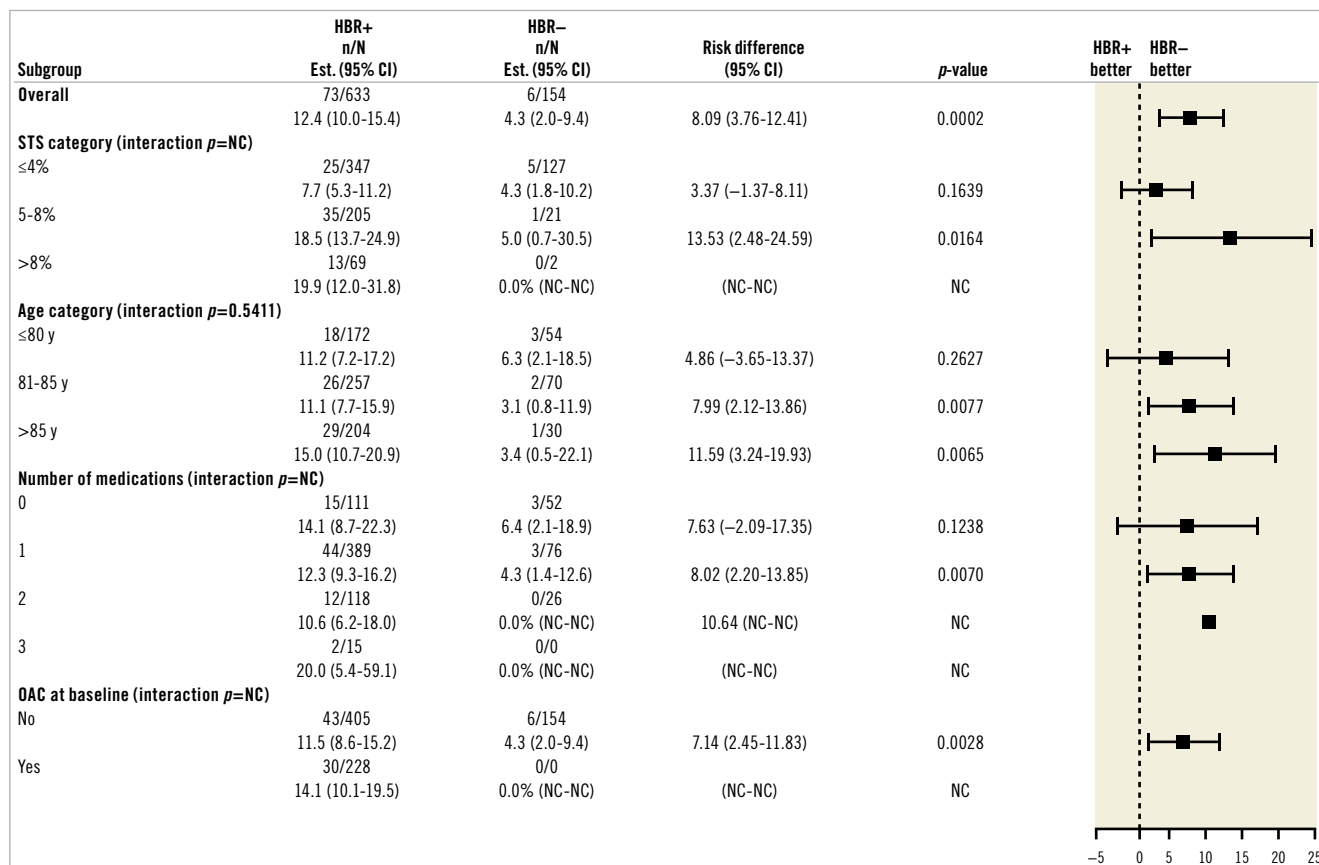 HBR+ HBR–
n/N n/N Risk difference HBR+ HBR–
Subgroup Est. (95% CI) Est. (95% CI) (95% CI) p-value better better
Overall 73/633 6/154
12.4 (10.0-15.4) 4.3 (2.0-9.4) 8.09 (3.76-12.41) 0.0002
STS category (interaction p=NC)
≤4% 25/347 5/127
7.7 (5.3-11.2) 4.3 (1.8-10.2) 3.37 (–1.37-8.11) 0.1639
5-8% 35/205 1/21
18.5 (13.7-24.9) 5.0 (0.7-30.5) 13.53 (2.48-24.59) 0.0164
>8% 13/69 0/2
19.9 (12.0-31.8) 0.0% (NC-NC) (NC-NC) NC
Age category (interaction p=0.5411)
≤80 y 18/172 3/54
11.2 (7.2-17.2) 6.3 (2.1-18.5) 4.86 (–3.65-13.37) 0.2627
81-85 y 26/257 2/70
11.1 (7.7-15.9) 3.1 (0.8-11.9) 7.99 (2.12-13.86) 0.0077
>85 y 29/204 1/30
15.0 (10.7-20.9) 3.4 (0.5-22.1) 11.59 (3.24-19.93) 0.0065
Number of medications (interaction p=NC)
0 15/111 3/52
14.1 (8.7-22.3) 6.4 (2.1-18.9) 7.63 (–2.09-17.35) 0.1238
1 44/389 3/76
12.3 (9.3-16.2) 4.3 (1.4-12.6) 8.02 (2.20-13.85) 0.0070
2 12/118 0/26
10.6 (6.2-18.0) 0.0% (NC-NC) 10.64 (NC-NC) NC
3 2/15 0/0
20.0 (5.4-59.1) 0.0% (NC-NC) (NC-NC) NC
OAC at baseline (interaction p=NC)
No 43/405 6/154
11.5 (8.6-15.2) 4.3 (2.0-9.4) 7.14 (2.45-11.83) 0.0028
Yes 30/228 0/0
14.1 (10.1-19.5) 0.0% (NC-NC) (NC-NC) NC
–5 0 5 10 15 20 25